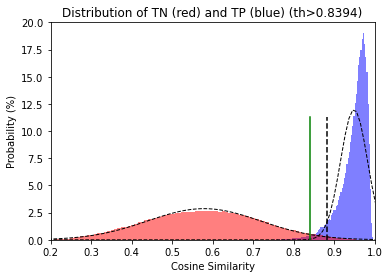 Distribution of TN (red) and TP (blue) (th>0.8394)
20.0
17.5
15.0
12.5
10.0
7.5
5.0
2.5
0.0
Probability (%)
0.2 0.3 0.4 0.5 0.6 0.7 0.8 0.9 1.0
Cosine Similarity